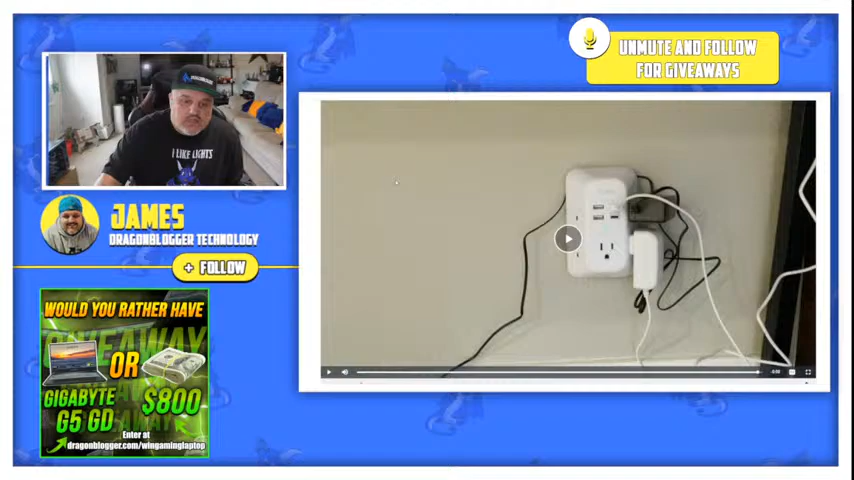 UNMUTE AND FOLLOW
FOR GIVEAWAYS
I LIKE LIGHTS
JAMES
DRAGONBLOGGER TECHNOLOGY
+ FOLLOW
WOULD YOU RATHER HAVE
GIVEAWAY
OR
GIGABYTE
G5 GD
$800
Enter at
dragonblogger.com/wingaminglaptop